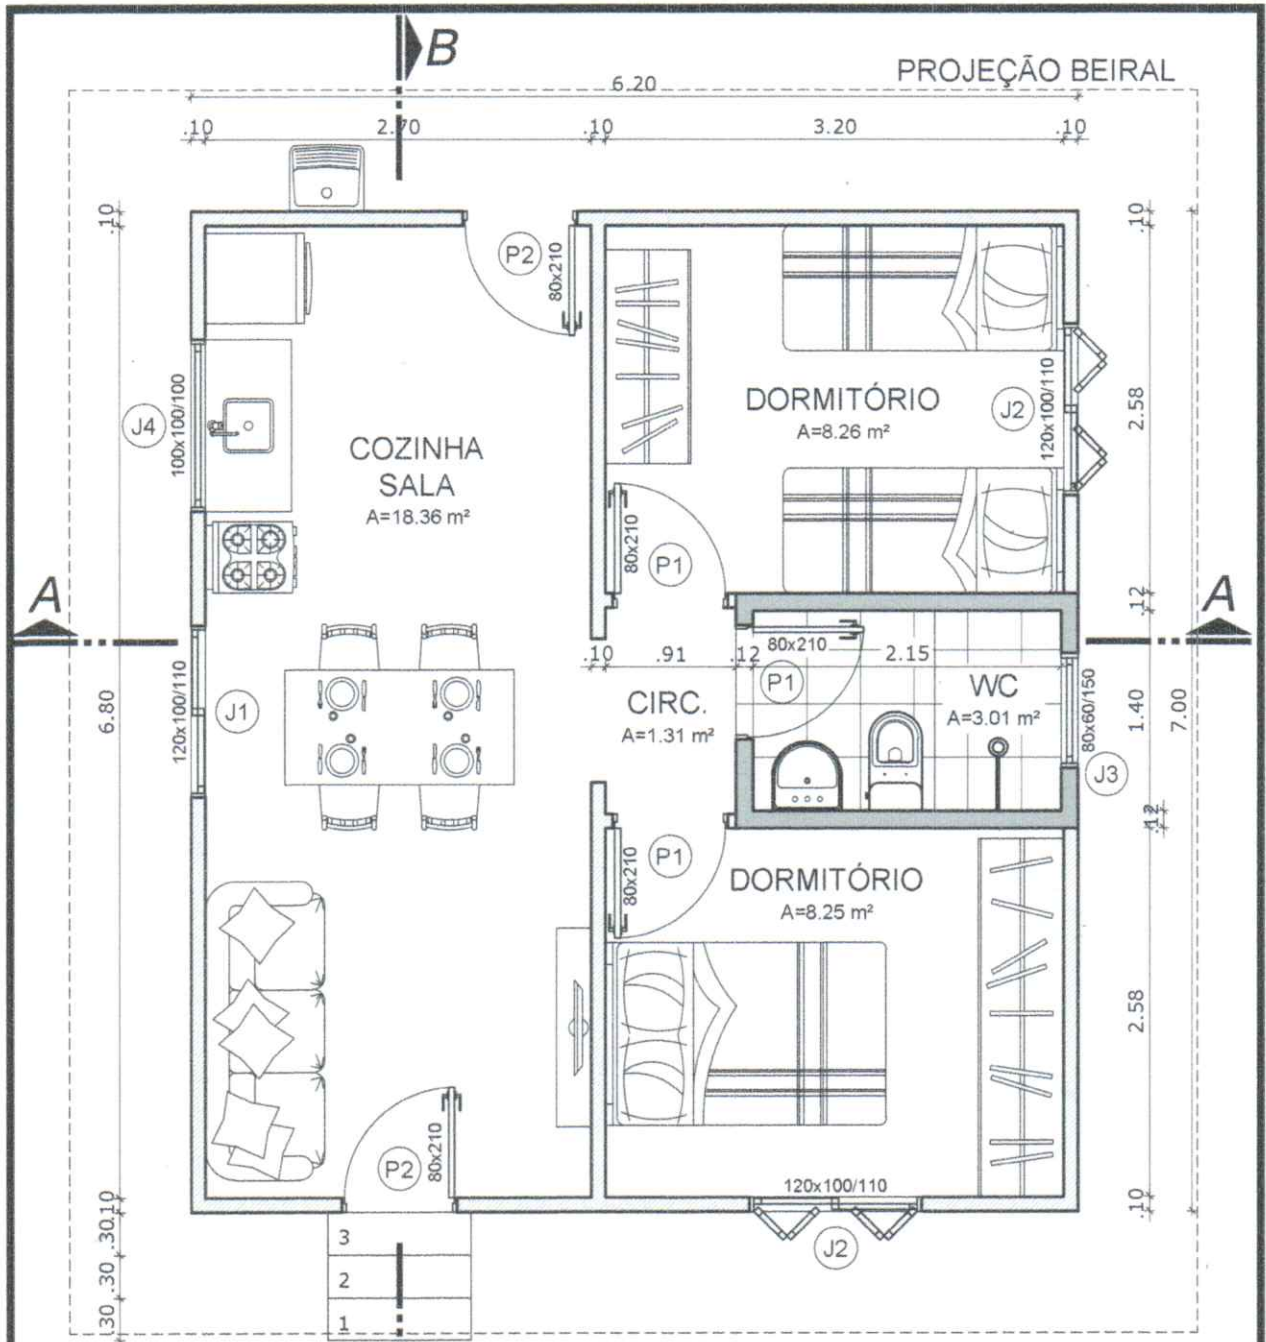 B
PROJEÇÃO BEIRAL
6.20
.10
2.70
.10
3.20
.10
.10
.10
P2
80x210
J4
100x100/100
COZINHA
SALA
A=18.36 m²
DORMITÓRIO
A=8.26 m²
J2
120x100/110
2.58
80x210
P1
A
A
.12
80x210
.10
.91
.12
2.15
P1
6.80
120x100/110
J1
CIRC.
A=1.31 m²
WC
A=3.01 m²
80x60/150
1.40
7.00
J3
.12
P1
80x210
DORMITÓRIO
A=8.25 m²
2.58
P2
80x210
120x100/110
J2
.10
.10
.30
.30
.30
3
2
1